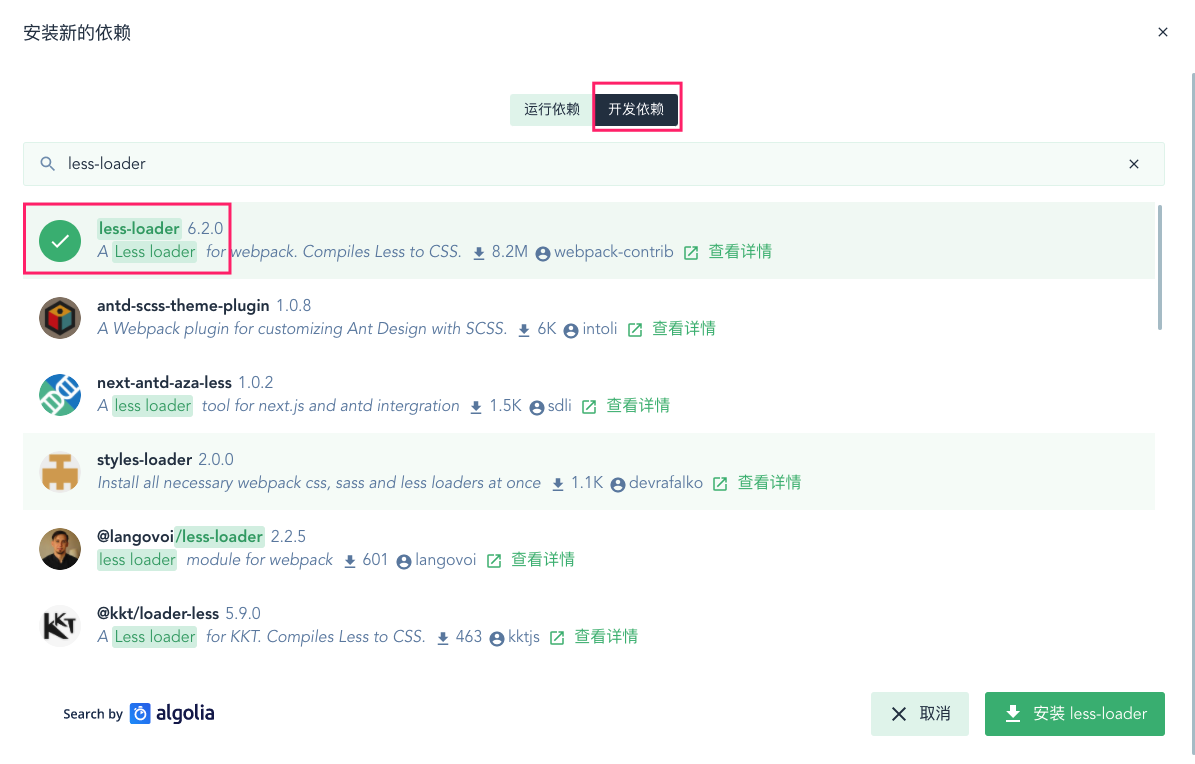 安装新的依赖
运行依赖 开发依赖
less-loader
less-loader 6.2.0
A Less loader for webpack. Compiles Less to CSS. 8.2M webpack-contrib 查看详情
antd-scss-theme-plugin 1.0.8
A Webpack plugin for customizing Ant Design with SCSS. 6K intoli 查看详情
next-antd-aza-less 1.0.2
A less loader tool for next.js and antd intergration 1.5K sdli 查看详情
styles-loader 2.0.0
Install all necessary webpack css, sass and less loaders at once 1.1K devrafalko 查看详情
@langovoi/less-loader 2.2.5
less loader module for webpack 601 langovoi 查看详情
@kkt/loader-less 5.9.0
A Less loader for KKT. Compiles Less to CSS. 463 kktjs 查看详情
KKT
Search by algolia
取消 安装 less-loader